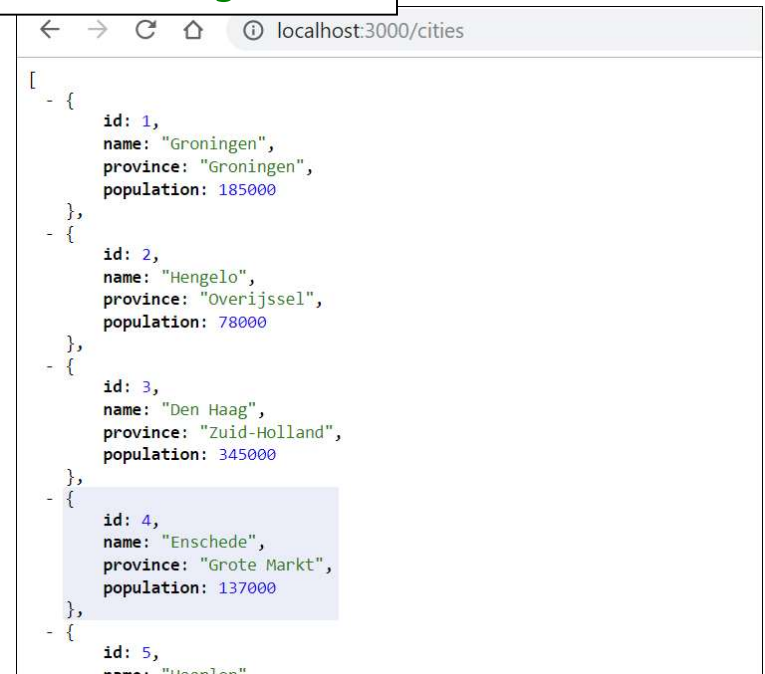 localhost:3000/cities
[
- {
id: 1,
name: "Groningen",
province: "Groningen",
population: 185000
},
- {
id: 2,
name: "Hengelo",
province: "Overijssel",
population: 78000
},
- {
id: 3,
name: "Den Haag",
province: "Zuid-Holland",
population: 345000
},
- {
id: 4,
name: "Enschede",
province: "Grote Markt",
population: 137000
},
- {
id: 5,